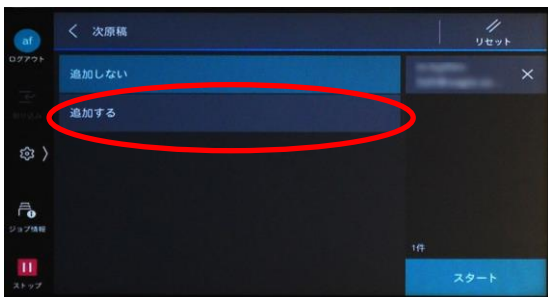 af
ログアウト
次原稿
リセット
追加しない
追加する
ジョブ情報
ストップ
1件
スタート